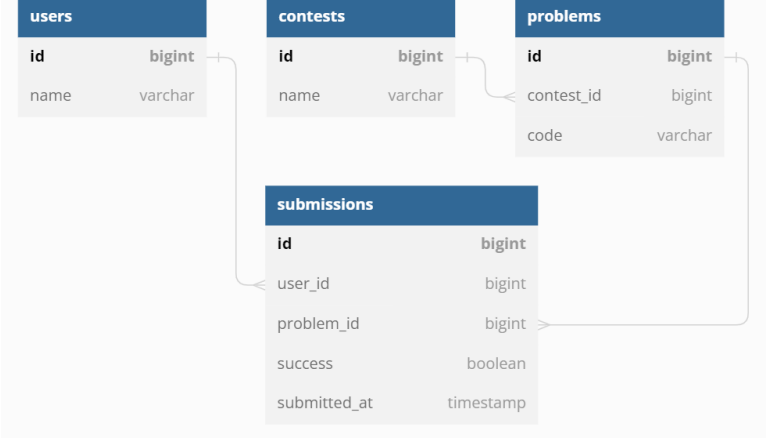 users
id bigint
name varchar
contests
id bigint
name varchar
problems
id bigint
contest_id bigint
code varchar
submissions
id bigint
user_id bigint
problem_id bigint
success boolean
submitted_at timestamp